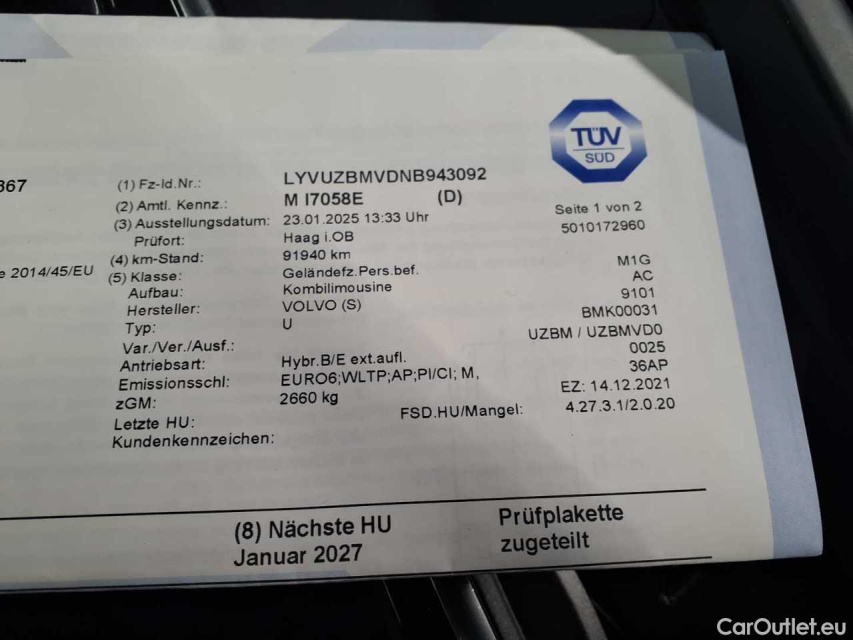 TÜV
SÜD
367
(1) Fz-Id.Nr.: LYVUZBMVDNB943092
(2) Amtl. Kennz.: M I7058E (D)
Seite 1 von 2
(3) Ausstellungsdatum: 23.01.2025 13:33 Uhr
5010172960
Prüfort: Haag i.OB
(4) km-Stand: 91940 km
e 2014/45/EU
(5) Klasse: Geländefz.Pers.bef. M1G
Aufbau: Kombilimousine AC
Hersteller: VOLVO (S) 9101
Typ: U BMK00031
Var./Ver./Ausf.: UZBM / UZBMVD0
0025
Antriebsart: Hybr.B/E ext.aufl.
Emissionsschl: EURO6;WLTP;AP;PI/CI; M, 36AP
zGM: 2660 kg EZ: 14.12.2021
Letzte HU: FSD.HU/Mangel: 4.27.3.1/2.0.20
Kundenkennzeichen:
(8) Nächste HU
Januar 2027
Prüfplakette
zugeteilt
CarOutlet.eu